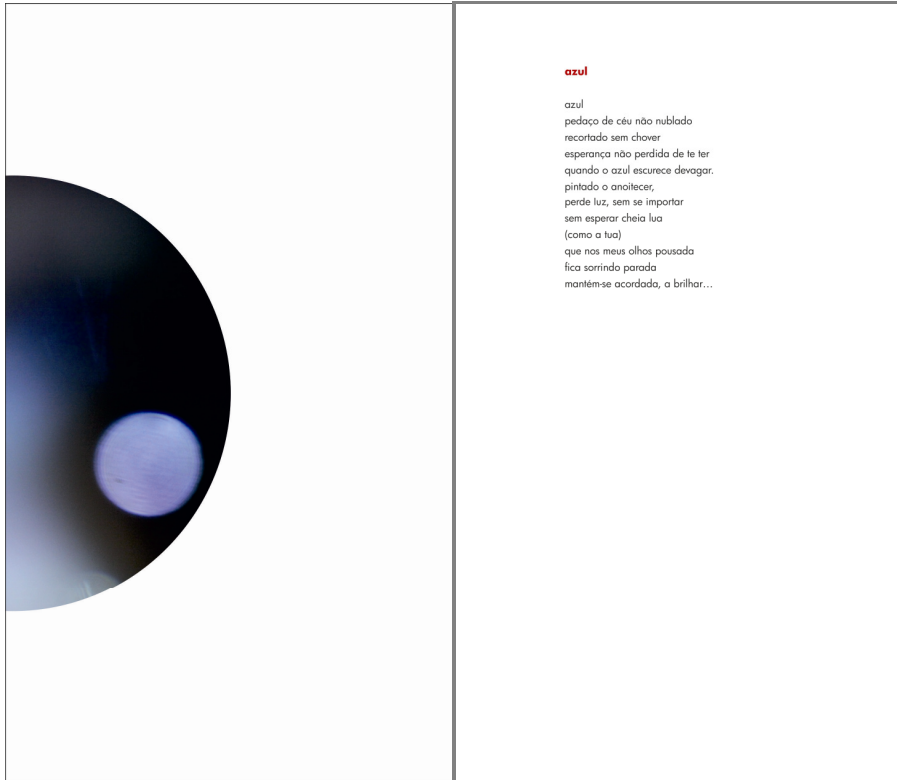 azul
azul
pedaço de céu não nublado
recortado sem chover
esperança não perdida de te ter
quando o azul escurece devagar.
pintado o anoitecer,
perde luz, sem se importar
sem esperar cheia lua
(como a tua)
que nos meus olhos pousada
fica sorrindo parada
mantém-se acordada, a brilhar…